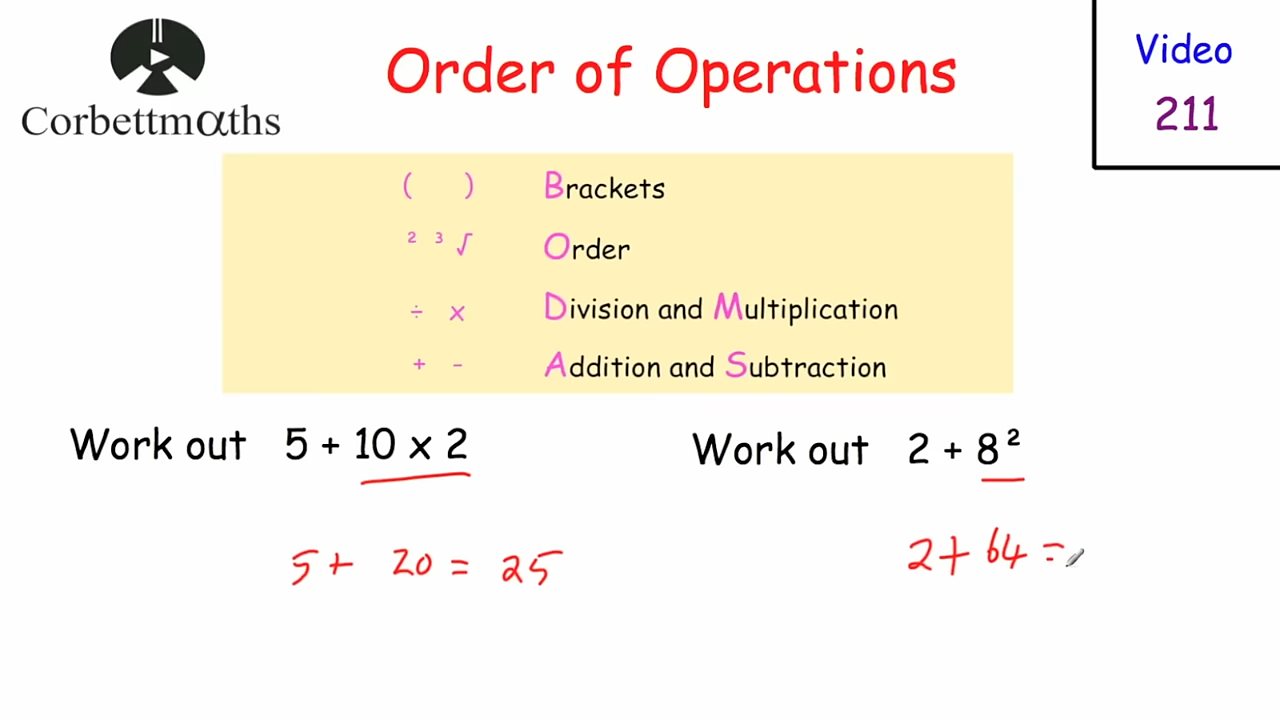 Corbettmαths
Order of Operations
Video
211
( ) Brackets
² ³ √ Order
÷ x Division and Multiplication
+ - Addition and Subtraction
Work out 5 + 10 x 2
5 + 20 = 25
Work out 2 + 8²
2 + 64 =